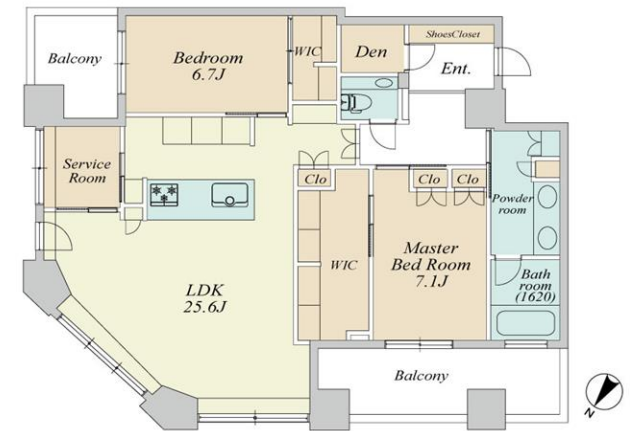 ShoesCloset
Balcony
Bedroom
6.7J
WIC
Den
Ent.
Service
Room
Clo
Clo
Clo
Powder
room
WIC
Master
Bed Room
7.1J
LDK
25.6J
Bath
room
(1620)
Balcony
N